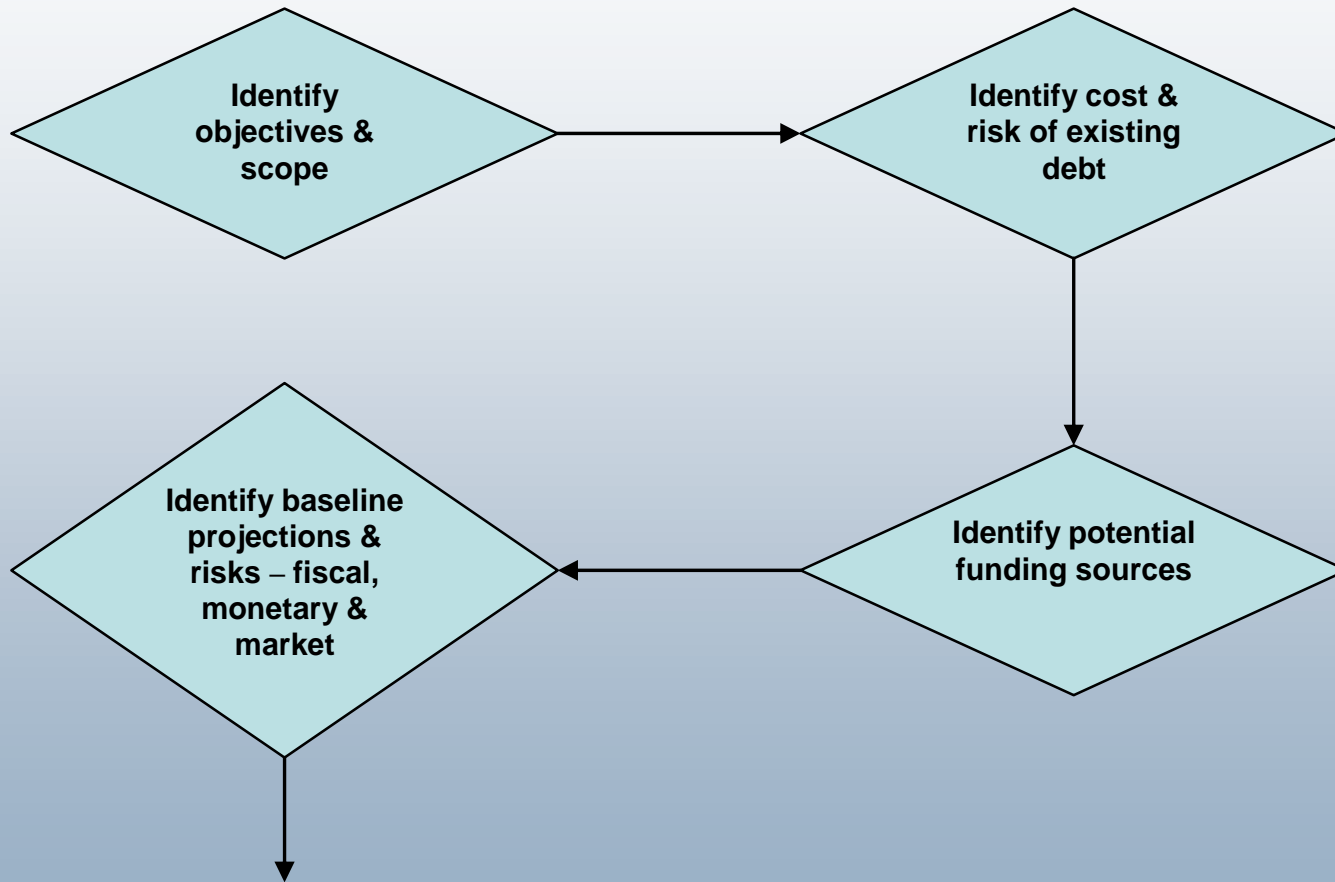 Identify
objectives &
scope
Identify cost &
risk of existing
debt
Identify potential
funding sources
Identify baseline
projections &
risks – fiscal,
monetary &
market